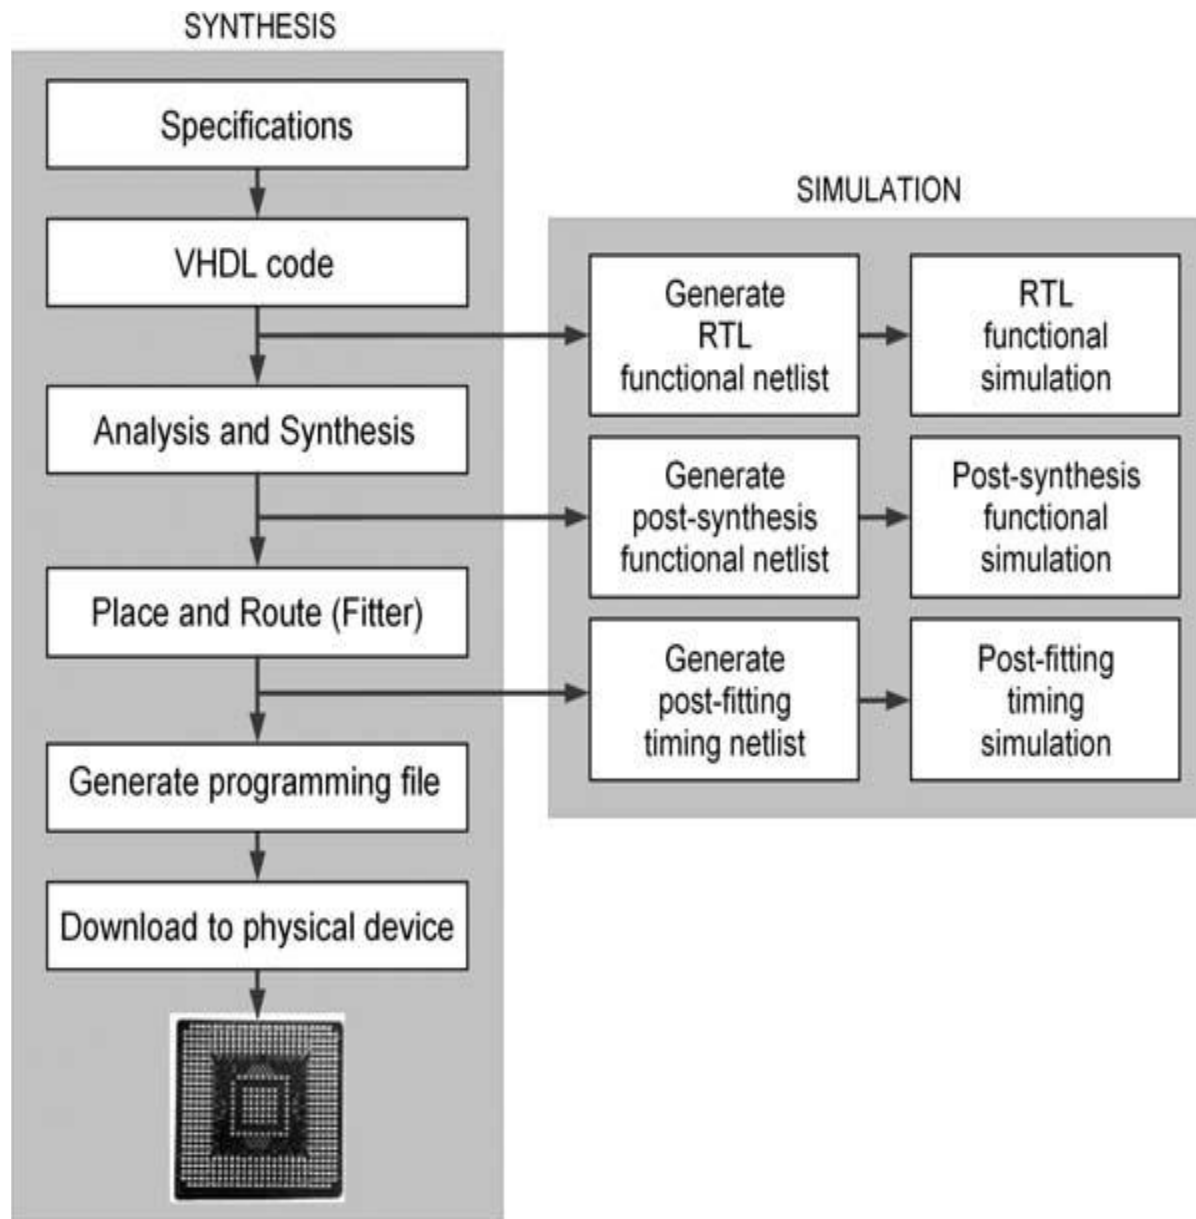 SYNTHESIS
Specifications
VHDL code
Analysis and Synthesis
Place and Route (Fitter)
Generate programming file
Download to physical device
SIMULATION
Generate
RTL
functional netlist
RTL
functional
simulation
Generate
post-synthesis
functional netlist
Post-synthesis
functional
simulation
Generate
post-fitting
timing netlist
Post-fitting
timing
simulation